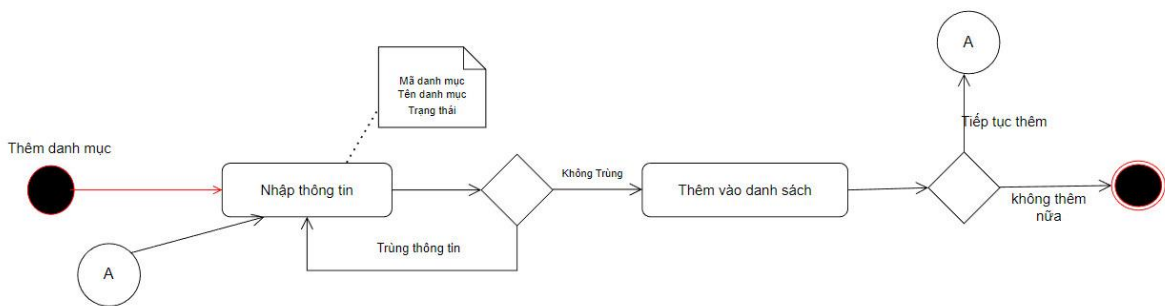 Thêm danh mục
A
Nhập thông tin
Mã danh mục
Tên danh mục
Trạng thái
Trùng thông tin
Không Trùng
Thêm vào danh sách
A
Tiếp tục thêm
không thêm
nữa